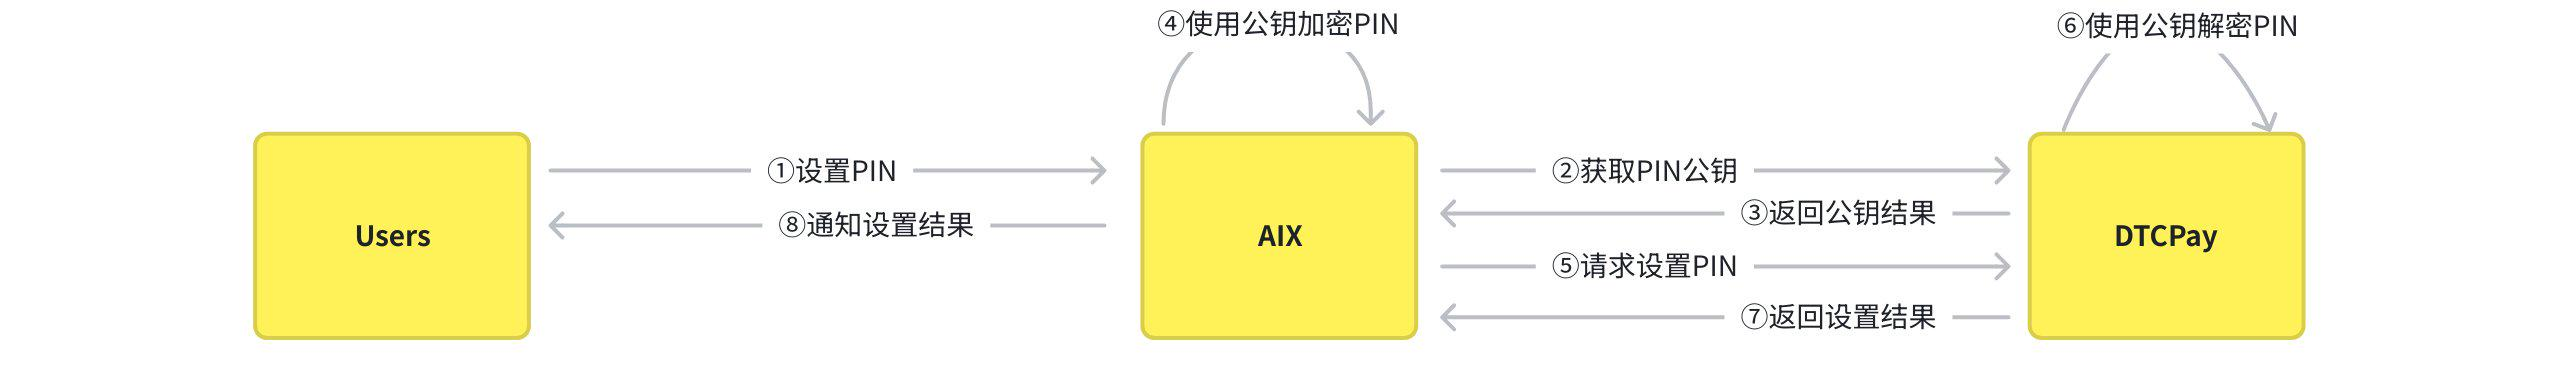 ④使用公钥加密PIN
⑥使用公钥解密PIN
①设置PIN
②获取PIN公钥
⑧通知设置结果
③返回公钥结果
Users
AIX
DTCPay
⑤请求设置PIN
⑦返回设置结果